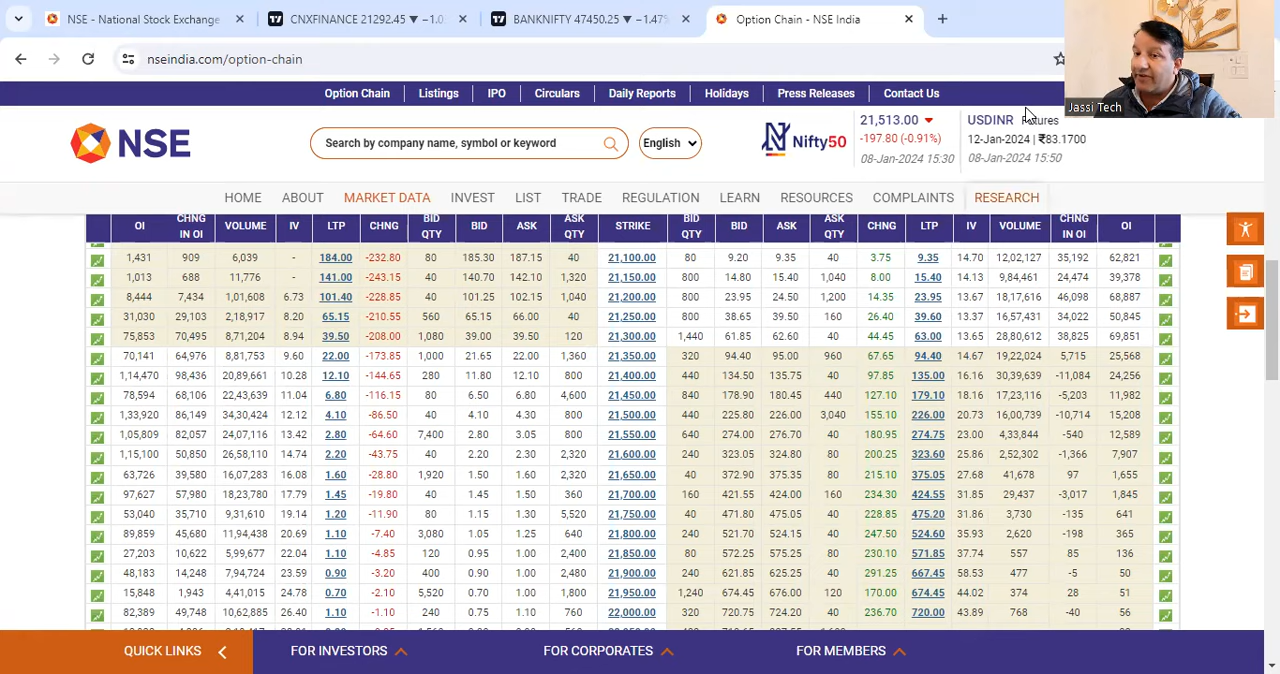 NSE - National Stock Exchange
CNXFINANCE 21292.45 ▼ −1.0
BANKNIFTY 47450.25 ▼ −1.47%
Option Chain - NSE India
nseindia.com/option-chain
Jassi Tech
Option Chain Listings IPO Circulars Daily Reports Holidays Press Releases Contact Us
NSE
Search by company name, symbol or keyword
English
Nifty50
21,513.00
-197.80 (-0.91%)
08-Jan-2024 15:30
USDINR Futures
12-Jan-2024 | ₹83.1700
08-Jan-2024 15:50
HOME ABOUT MARKET DATA INVEST LIST TRADE REGULATION LEARN RESOURCES COMPLAINTS RESEARCH
OI CHNG IN OI VOLUME IV LTP CHNG BID QTY BID ASK ASK QTY STRIKE BID QTY BID ASK ASK QTY CHNG LTP IV VOLUME CHNG IN OI OI
1,431 909 6,039 - 184.00 -232.80 80 185.30 187.15 40 21,100.00 80 9.20 9.35 40 3.75 9.35 14.70 12,02,127 35,192 62,821
1,013 688 11,776 - 141.00 -243.15 40 140.70 142.10 1,320 21,150.00 800 14.80 15.40 1,040 8.00 15.40 14.13 9,84,461 24,474 39,378
8,444 7,434 1,01,608 6.73 101.40 -228.85 40 101.25 102.15 1,040 21,200.00 800 23.95 24.50 1,200 14.35 23.95 13.67 18,17,616 46,098 68,887
31,030 29,103 2,18,917 8.20 65.15 -210.55 560 65.15 66.00 40 21,250.00 800 38.65 39.50 160 26.40 39.60 13.37 16,57,431 34,022 50,845
75,853 70,495 8,71,204 8.94 39.50 -208.00 1,080 39.00 39.50 120 21,300.00 1,440 61.85 62.60 40 44.45 63.00 13.65 28,80,612 38,825 69,851
70,141 64,976 8,81,753 9.60 22.00 -173.85 1,000 21.65 22.00 1,360 21,350.00 320 94.40 95.00 960 67.65 94.40 14.67 19,22,024 5,715 25,568
1,14,470 98,436 20,89,661 10.28 12.10 -144.65 280 11.80 12.10 800 21,400.00 440 134.50 135.75 440 97.85 135.00 16.16 30,39,639 -11,084 24,256
78,594 68,106 22,43,639 11.04 6.80 -116.15 80 6.50 6.80 4,600 21,450.00 840 178.90 180.45 440 127.10 179.10 18.16 17,23,116 -5,203 11,982
1,33,920 86,149 34,30,424 12.12 4.10 -86.50 40 4.10 4.30 800 21,500.00 440 225.80 226.00 3,040 155.10 226.00 20.73 16,00,739 -10,714 15,208
1,05,809 82,057 24,07,116 13.42 2.80 -64.60 7,400 2.80 3.05 800 21,550.00 640 274.00 276.70 40 180.95 274.75 23.00 4,33,844 -540 12,589
1,15,100 50,850 26,58,110 14.74 2.20 -43.75 40 2.20 2.30 2,320 21,600.00 240 323.05 324.80 80 200.25 323.60 25.86 2,52,302 -1,366 7,907
63,726 39,580 16,07,283 16.08 1.60 -28.80 1,920 1.50 1.60 2,320 21,650.00 40 372.90 375.35 80 215.10 375.05 27.68 41,678 97 1,655
97,627 57,980 18,23,780 17.79 1.45 -19.80 40 1.45 1.50 360 21,700.00 160 421.55 424.00 160 234.30 424.55 31.85 29,437 -3,017 1,845
53,040 35,710 9,31,610 19.14 1.20 -11.90 80 1.15 1.30 5,520 21,750.00 40 471.80 475.05 40 228.85 475.20 31.86 3,730 -135 641
89,859 45,680 11,94,438 20.69 1.10 -7.40 3,080 1.05 1.25 640 21,800.00 240 521.70 524.15 40 247.50 524.60 35.93 2,620 -198 365
27,203 10,622 5,99,677 22.04 1.10 -4.85 120 0.95 1.00 2,400 21,850.00 80 572.25 575.25 80 230.10 571.85 37.74 557 85 136
48,183 14,248 7,94,724 23.59 0.90 -3.20 400 0.90 1.00 2,480 21,900.00 240 621.85 625.25 40 291.25 667.45 58.53 477 -5 50
15,848 1,943 4,41,015 24.78 0.70 -2.10 5,520 0.70 1.00 1,800 21,950.00 1,240 674.45 676.00 120 170.00 674.45 44.02 374 28 51
82,389 49,748 10,62,885 26.40 1.10 -1.10 240 0.75 1.10 760 22,000.00 320 720.75 724.20 40 236.70 720.00 43.89 768 -40 56
QUICK LINKS FOR INVESTORS FOR CORPORATES FOR MEMBERS